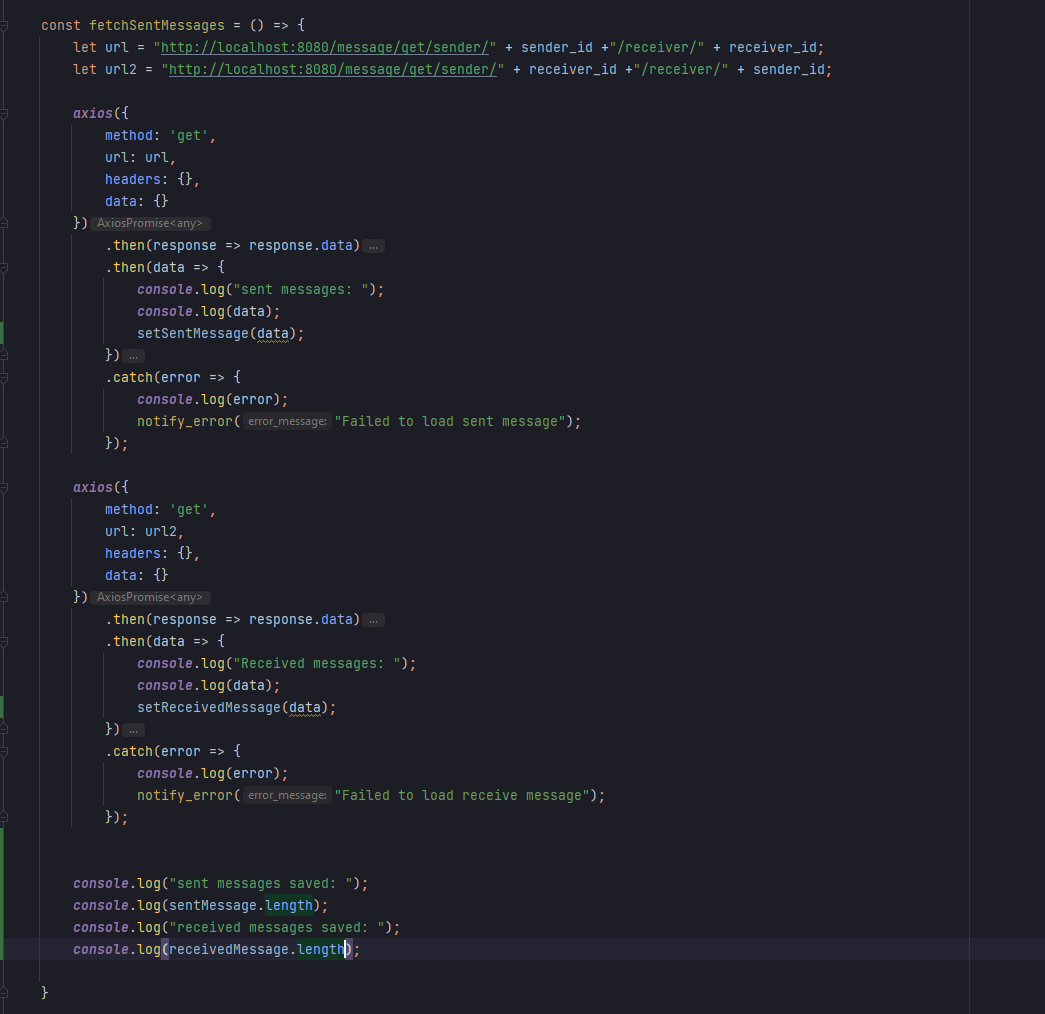 const fetchSentMessages = () => {
let url = "http://localhost:8080/message/get/sender/" + sender_id +"/receiver/" + receiver_id;
let url2 = "http://localhost:8080/message/get/sender/" + receiver_id +"/receiver/" + sender_id;
axios({
method: 'get',
url: url,
headers: {},
data: {}
}) AxiosPromise<any>
.then(response => response.data) ...
.then(data => {
console.log("sent messages: ");
console.log(data);
setSentMessage(data);
}) ...
.catch(error => {
console.log(error);
notify_error( error_message: "Failed to load sent message");
});
axios({
method: 'get',
url: url2,
headers: {},
data: {}
}) AxiosPromise<any>
.then(response => response.data) ...
.then(data => {
console.log("Received messages: ");
console.log(data);
setReceivedMessage(data);
}) ...
.catch(error => {
console.log(error);
notify_error( error_message: "Failed to load receive message");
});
console.log("sent messages saved: ");
console.log(sentMessage.length);
console.log("received messages saved: ");
console.log(receivedMessage.length);
}